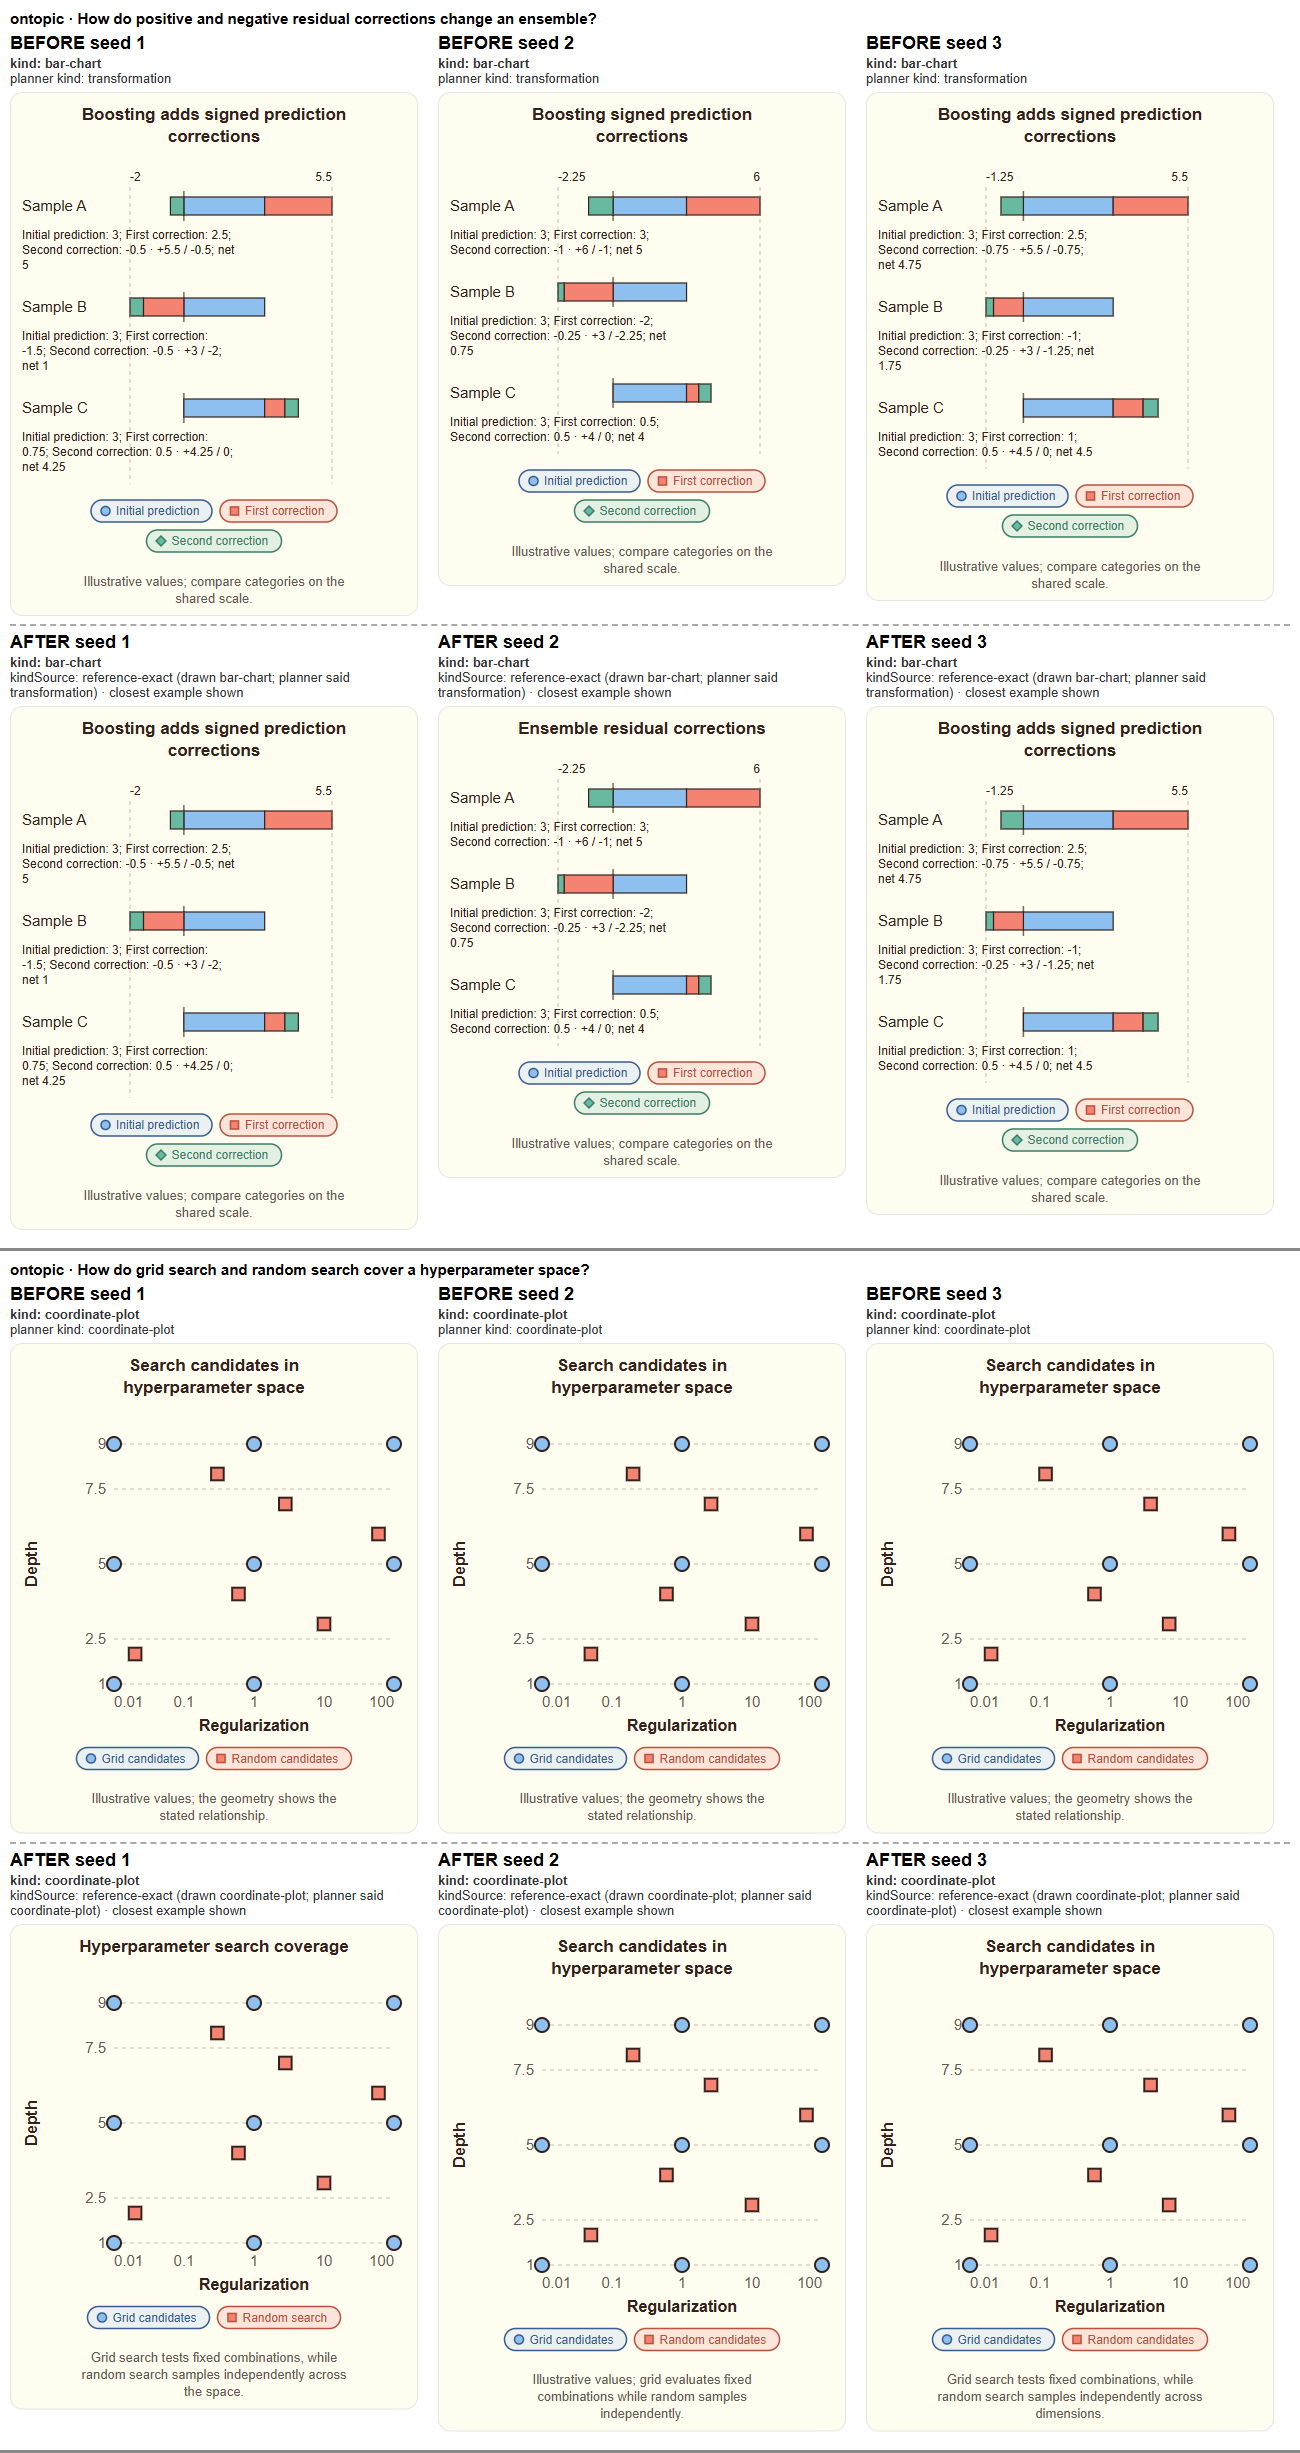 ontopic · How do positive and negative residual corrections change an ensemble?
BEFORE seed 1
kind: bar-chart
planner kind: transformation
Boosting adds signed prediction
corrections
-2
5.5
Sample A
Initial prediction: 3; First correction: 2.5;
Second correction: -0.5 · +5.5 / -0.5; net
5
Sample B
Initial prediction: 3; First correction:
-1.5; Second correction: -0.5 · +3 / -2;
net 1
Sample C
Initial prediction: 3; First correction:
0.75; Second correction: 0.5 · +4.25 / 0;
net 4.25
Initial prediction
First correction
Second correction
Illustrative values; compare categories on the
shared scale.
BEFORE seed 2
kind: bar-chart
planner kind: transformation
Boosting signed prediction
corrections
-2.25
6
Sample A
Initial prediction: 3; First correction: 3;
Second correction: -1 · +6 / -1; net 5
Sample B
Initial prediction: 3; First correction: -2;
Second correction: -0.25 · +3 / -2.25; net
0.75
Sample C
Initial prediction: 3; First correction: 0.5;
Second correction: 0.5 · +4 / 0; net 4
Initial prediction
First correction
Second correction
Illustrative values; compare categories on the
shared scale.
BEFORE seed 3
kind: bar-chart
planner kind: transformation
Boosting adds signed prediction
corrections
-1.25
5.5
Sample A
Initial prediction: 3; First correction: 2.5;
Second correction: -0.75 · +5.5 / -0.75;
net 4.75
Sample B
Initial prediction: 3; First correction: -1;
Second correction: -0.25 · +3 / -1.25; net
1.75
Sample C
Initial prediction: 3; First correction: 1;
Second correction: 0.5 · +4.5 / 0; net 4.5
Initial prediction
First correction
Second correction
Illustrative values; compare categories on the
shared scale.
AFTER seed 1
kind: bar-chart
kindSource: reference-exact (drawn bar-chart; planner said
transformation) · closest example shown
Boosting adds signed prediction
corrections
-2
5.5
Sample A
Initial prediction: 3; First correction: 2.5;
Second correction: -0.5 · +5.5 / -0.5; net
5
Sample B
Initial prediction: 3; First correction:
-1.5; Second correction: -0.5 · +3 / -2;
net 1
Sample C
Initial prediction: 3; First correction:
0.75; Second correction: 0.5 · +4.25 / 0;
net 4.25
Initial prediction
First correction
Second correction
Illustrative values; compare categories on the
shared scale.
AFTER seed 2
kind: bar-chart
kindSource: reference-exact (drawn bar-chart; planner said
transformation) · closest example shown
Ensemble residual corrections
-2.25
6
Sample A
Initial prediction: 3; First correction: 3;
Second correction: -1 · +6 / -1; net 5
Sample B
Initial prediction: 3; First correction: -2;
Second correction: -0.25 · +3 / -2.25; net
0.75
Sample C
Initial prediction: 3; First correction: 0.5;
Second correction: 0.5 · +4 / 0; net 4
Initial prediction
First correction
Second correction
Illustrative values; compare categories on the
shared scale.
AFTER seed 3
kind: bar-chart
kindSource: reference-exact (drawn bar-chart; planner said
transformation) · closest example shown
Boosting adds signed prediction
corrections
-1.25
5.5
Sample A
Initial prediction: 3; First correction: 2.5;
Second correction: -0.75 · +5.5 / -0.75;
net 4.75
Sample B
Initial prediction: 3; First correction: -1;
Second correction: -0.25 · +3 / -1.25; net
1.75
Sample C
Initial prediction: 3; First correction: 1;
Second correction: 0.5 · +4.5 / 0; net 4.5
Initial prediction
First correction
Second correction
Illustrative values; compare categories on the
shared scale.
ontopic · How do grid search and random search cover a hyperparameter space?
BEFORE seed 1
kind: coordinate-plot
planner kind: coordinate-plot
Search candidates in
hyperparameter space
9
7.5
5
2.5
1
Depth
0.01 0.1 1 10 100
Regularization
Grid candidates
Random candidates
Illustrative values; the geometry shows the
stated relationship.
BEFORE seed 2
kind: coordinate-plot
planner kind: coordinate-plot
Search candidates in
hyperparameter space
9
7.5
5
2.5
1
Depth
0.01 0.1 1 10 100
Regularization
Grid candidates
Random candidates
Illustrative values; the geometry shows the
stated relationship.
BEFORE seed 3
kind: coordinate-plot
planner kind: coordinate-plot
Search candidates in
hyperparameter space
9
7.5
5
2.5
1
Depth
0.01 0.1 1 10 100
Regularization
Grid candidates
Random candidates
Illustrative values; the geometry shows the
stated relationship.
AFTER seed 1
kind: coordinate-plot
kindSource: reference-exact (drawn coordinate-plot; planner said
coordinate-plot) · closest example shown
Hyperparameter search coverage
9
7.5
5
2.5
1
Depth
0.01 0.1 1 10 100
Regularization
Grid candidates
Random search
Grid search tests fixed combinations, while
random search samples independently across
the space.
AFTER seed 2
kind: coordinate-plot
kindSource: reference-exact (drawn coordinate-plot; planner said
coordinate-plot) · closest example shown
Search candidates in
hyperparameter space
9
7.5
5
2.5
1
Depth
0.01 0.1 1 10 100
Regularization
Grid candidates
Random candidates
Illustrative values; grid evaluates fixed
combinations while random samples
independently.
AFTER seed 3
kind: coordinate-plot
kindSource: reference-exact (drawn coordinate-plot; planner said
coordinate-plot) · closest example shown
Search candidates in
hyperparameter space
9
7.5
5
2.5
1
Depth
0.01 0.1 1 10 100
Regularization
Grid candidates
Random candidates
Grid search tests fixed combinations, while
random search samples independently across
dimensions.